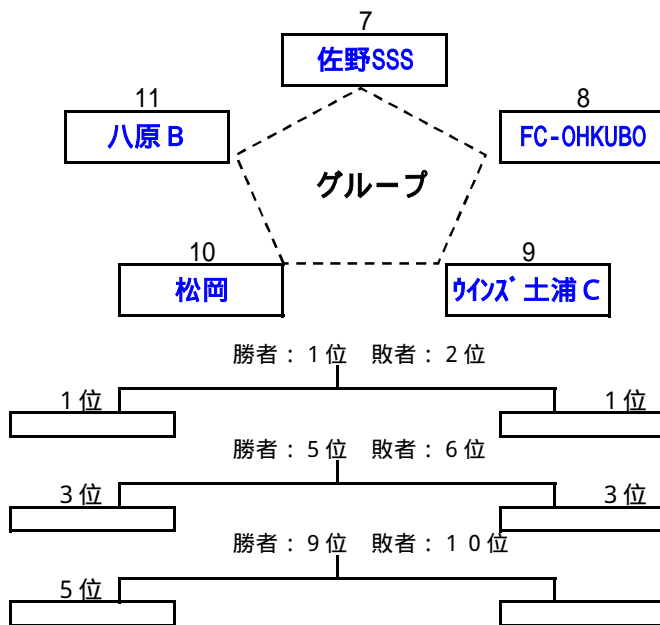 7
佐野SSS
11
八原B
8
FC-OHKUBO
グループ
10
松岡
9
ｳｲﾝｽﾞ土浦C
勝者：1位　敗者：2位
1位
1位
勝者：5位　敗者：6位
3位
3位
勝者：9位　敗者：10位
5位